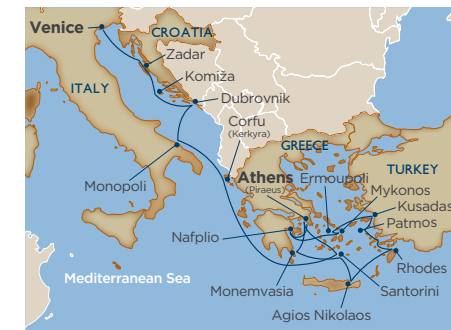 Venice
CROATIA
Zadar
Komiža
ITALY
Dubrovnik
Corfu
(Kerkyra)
GREECE
Athens
(Piraeus)
Ermoupoli
TURKEY
Mykonos
Kusadas
Patmos
Monopoli
Nafplio
Rhodes
Mediterranean Sea
Monemvasia
Santorini
Agios Nikolaos